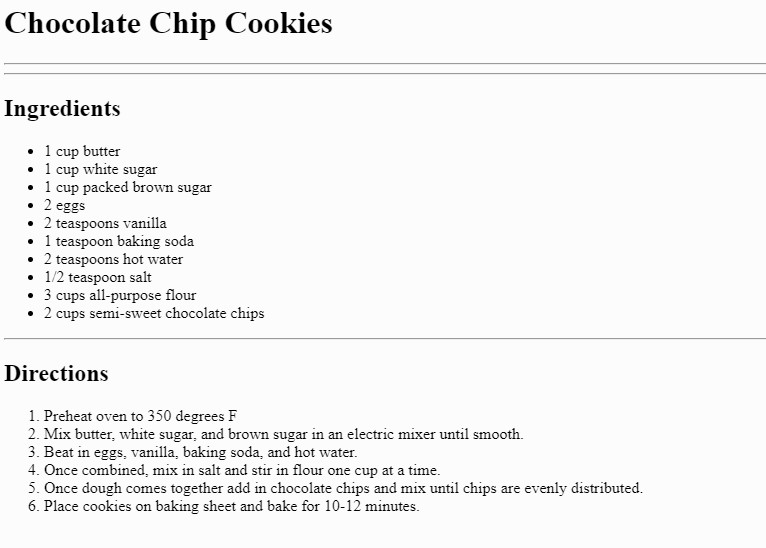 Chocolate Chip Cookies
Ingredients
• 1 cup butter
• 1 cup white sugar
• 1 cup packed brown sugar
• 2 eggs
• 2 teaspoons vanilla
• 1 teaspoon baking soda
• 2 teaspoons hot water
• 1/2 teaspoon salt
• 3 cups all-purpose flour
• 2 cups semi-sweet chocolate chips
Directions
1. Preheat oven to 350 degrees F
2. Mix butter, white sugar, and brown sugar in an electric mixer until smooth.
3. Beat in eggs, vanilla, baking soda, and hot water.
4. Once combined, mix in salt and stir in flour one cup at a time.
5. Once dough comes together add in chocolate chips and mix until chips are evenly distributed.
6. Place cookies on baking sheet and bake for 10-12 minutes.